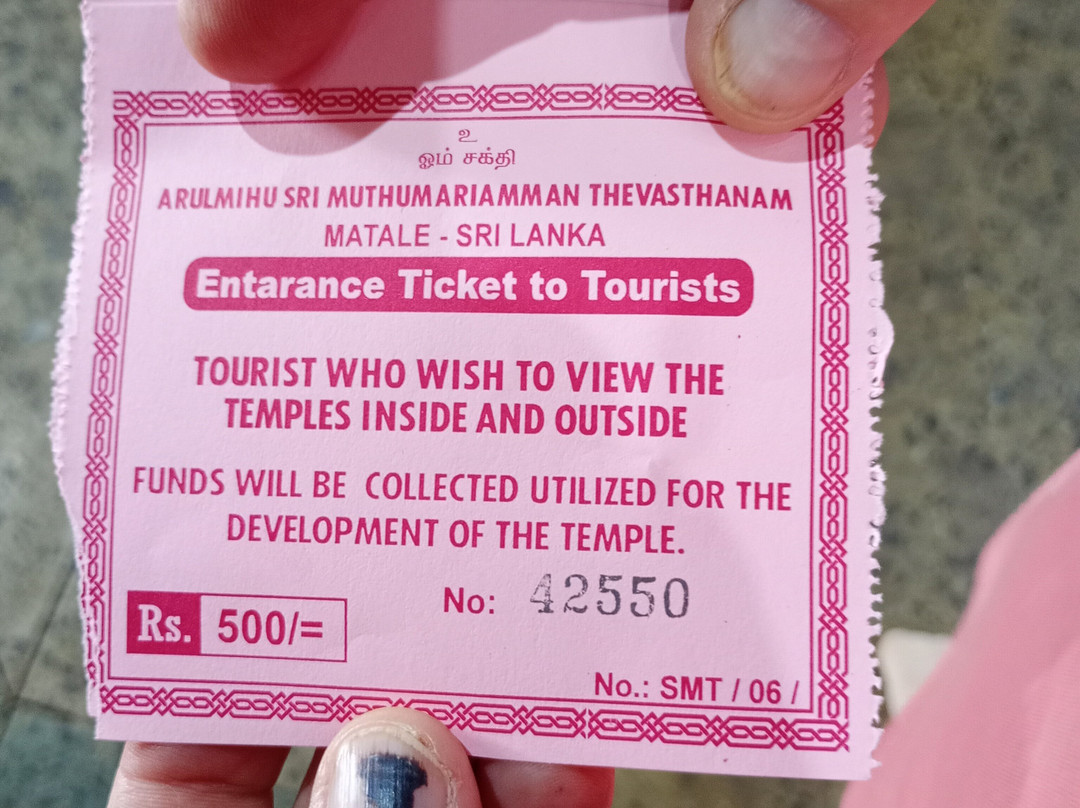 உ
ஓம் சக்தி
ARULMIHU SRI MUTHUMARIAMMAN THEVASTHANAM
MATALE - SRI LANKA
Entarance Ticket to Tourists
TOURIST WHO WISH TO VIEW THE
TEMPLES INSIDE AND OUTSIDE
FUNDS WILL BE COLLECTED UTILIZED FOR THE
DEVELOPMENT OF THE TEMPLE.
No: 42550
Rs. 500/=
No.: SMT / 06 /